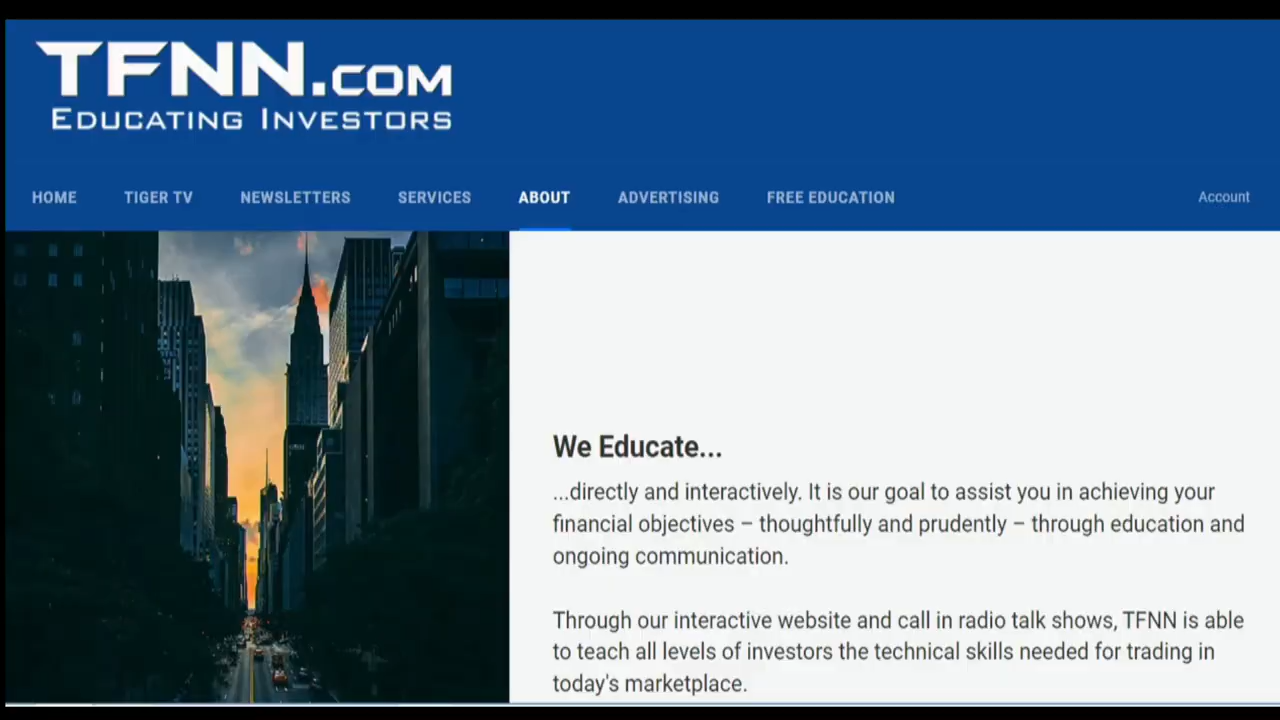 TFNN.COM
EDUCATING INVESTORS
HOME TIGER TV NEWSLETTERS SERVICES ABOUT ADVERTISING FREE EDUCATION Account
We Educate...
...directly and interactively. It is our goal to assist you in achieving your
financial objectives – thoughtfully and prudently – through education and
ongoing communication.
Through our interactive website and call in radio talk shows, TFNN is able
to teach all levels of investors the technical skills needed for trading in
today's marketplace.